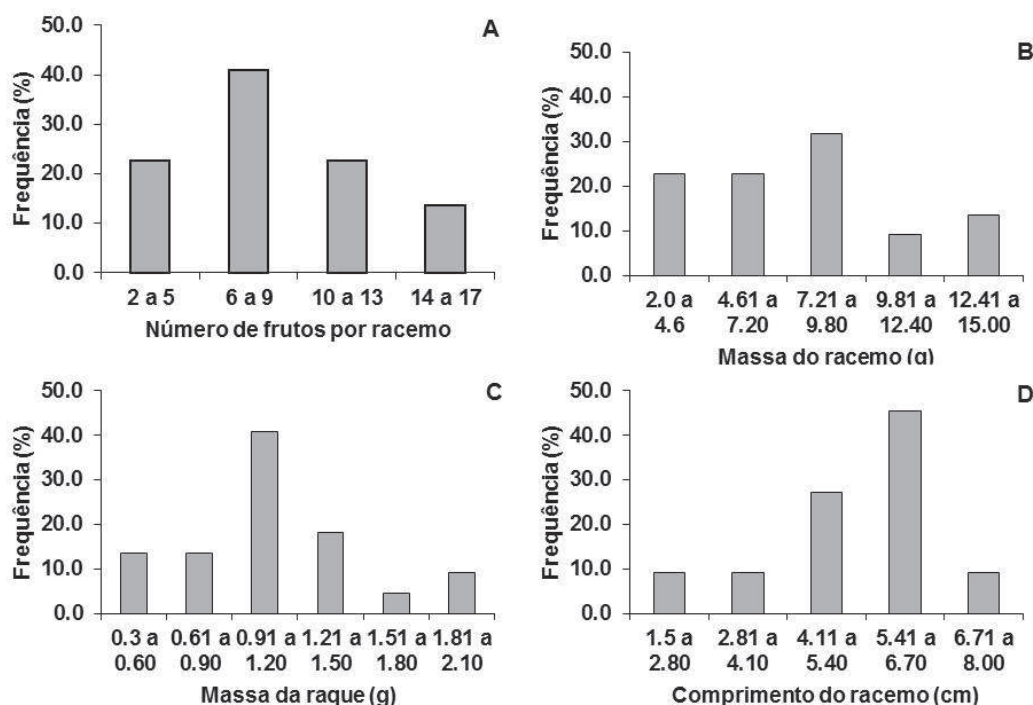 A
Frequência (%)
50.0
40.0
30.0
20.0
10.0
0.0
2 a 5 6 a 9 10 a 13 14 a 17
Número de frutos por racemo
B
Frequência (%)
50.0
40.0
30.0
20.0
10.0
0.0
2.0 a 4.61 a 7.21 a 9.81 a 12.41 a
4.6 7.20 9.80 12.40 15.00
Massa do racemo (g)
C
Frequência (%)
50.0
40.0
30.0
20.0
10.0
0.0
0.3 a 0.61 a 0.91 a 1.21 a 1.51 a 1.81 a
0.60 0.90 1.20 1.50 1.80 2.10
Massa da raque (g)
D
Frequência (%)
50.0
40.0
30.0
20.0
10.0
0.0
1.5 a 2.81 a 4.11 a 5.41 a 6.71 a
2.80 4.10 5.40 6.70 8.00
Comprimento do racemo (cm)